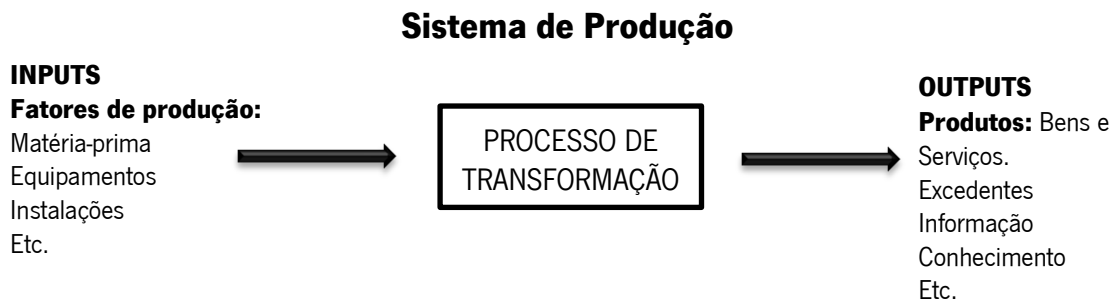 Sistema de Produção
INPUTS
Fatores de produção:
Matéria-prima
Equipamentos
Instalações
Etc.
PROCESSO DE
TRANSFORMAÇÃO
OUTPUTS
Produtos: Bens e
Serviços.
Excedentes
Informação
Conhecimento
Etc.